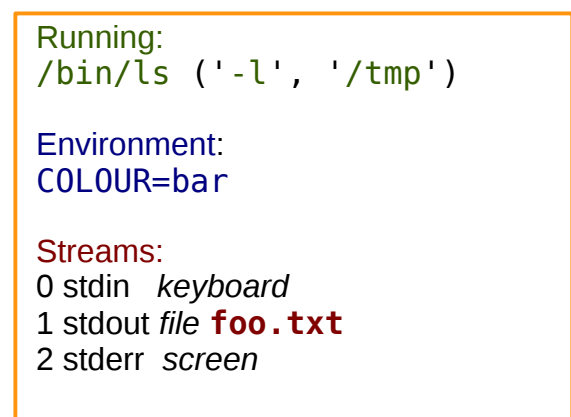 Running:
/bin/ls ('-l', '/tmp')
Environment:
COLOUR=bar
Streams:
0 stdin keyboard
1 stdout file foo.txt
2 stderr screen